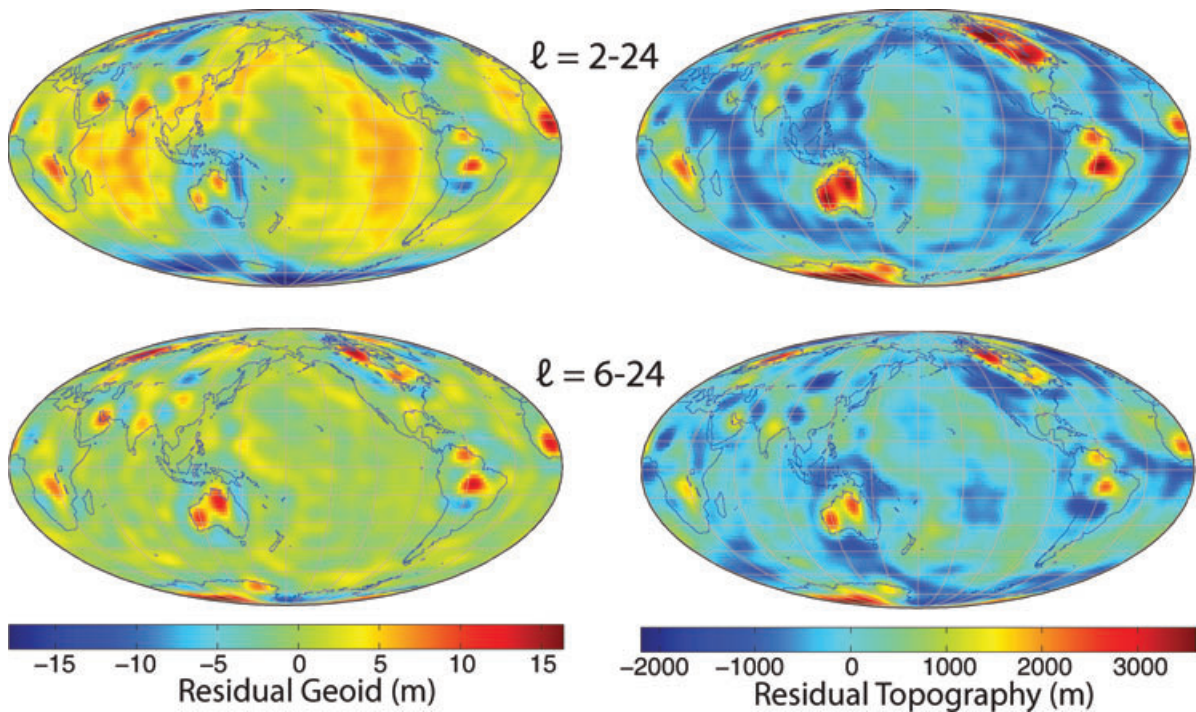 ℓ = 2-24
ℓ = 6-24
−15 −10 −5 0 5 10 15
Residual Geoid (m)
−2000 −1000 0 1000 2000 3000
Residual Topography (m)